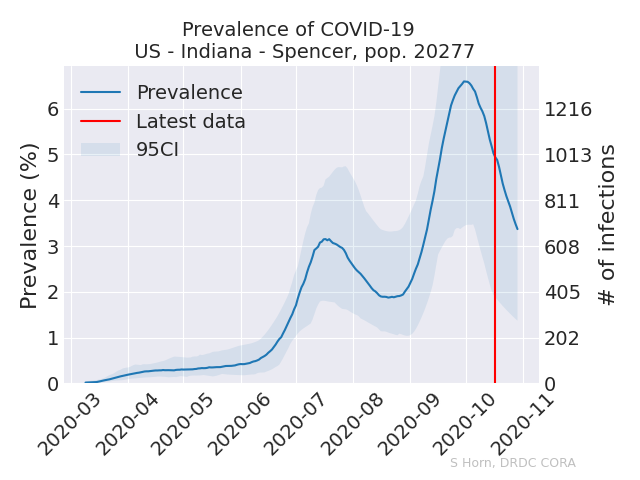 Prevalence of COVID-19
US - Indiana - Spencer, pop. 20277
Prevalence
Latest data
95CI
Prevalence (%)
6
5
4
3
2
1
0
1216
1013
811
608
405
202
0
# of infections
2020-03
2020-04
2020-05
2020-06
2020-07
2020-08
2020-09
2020-10
2020-11
S Horn, DRDC CORA